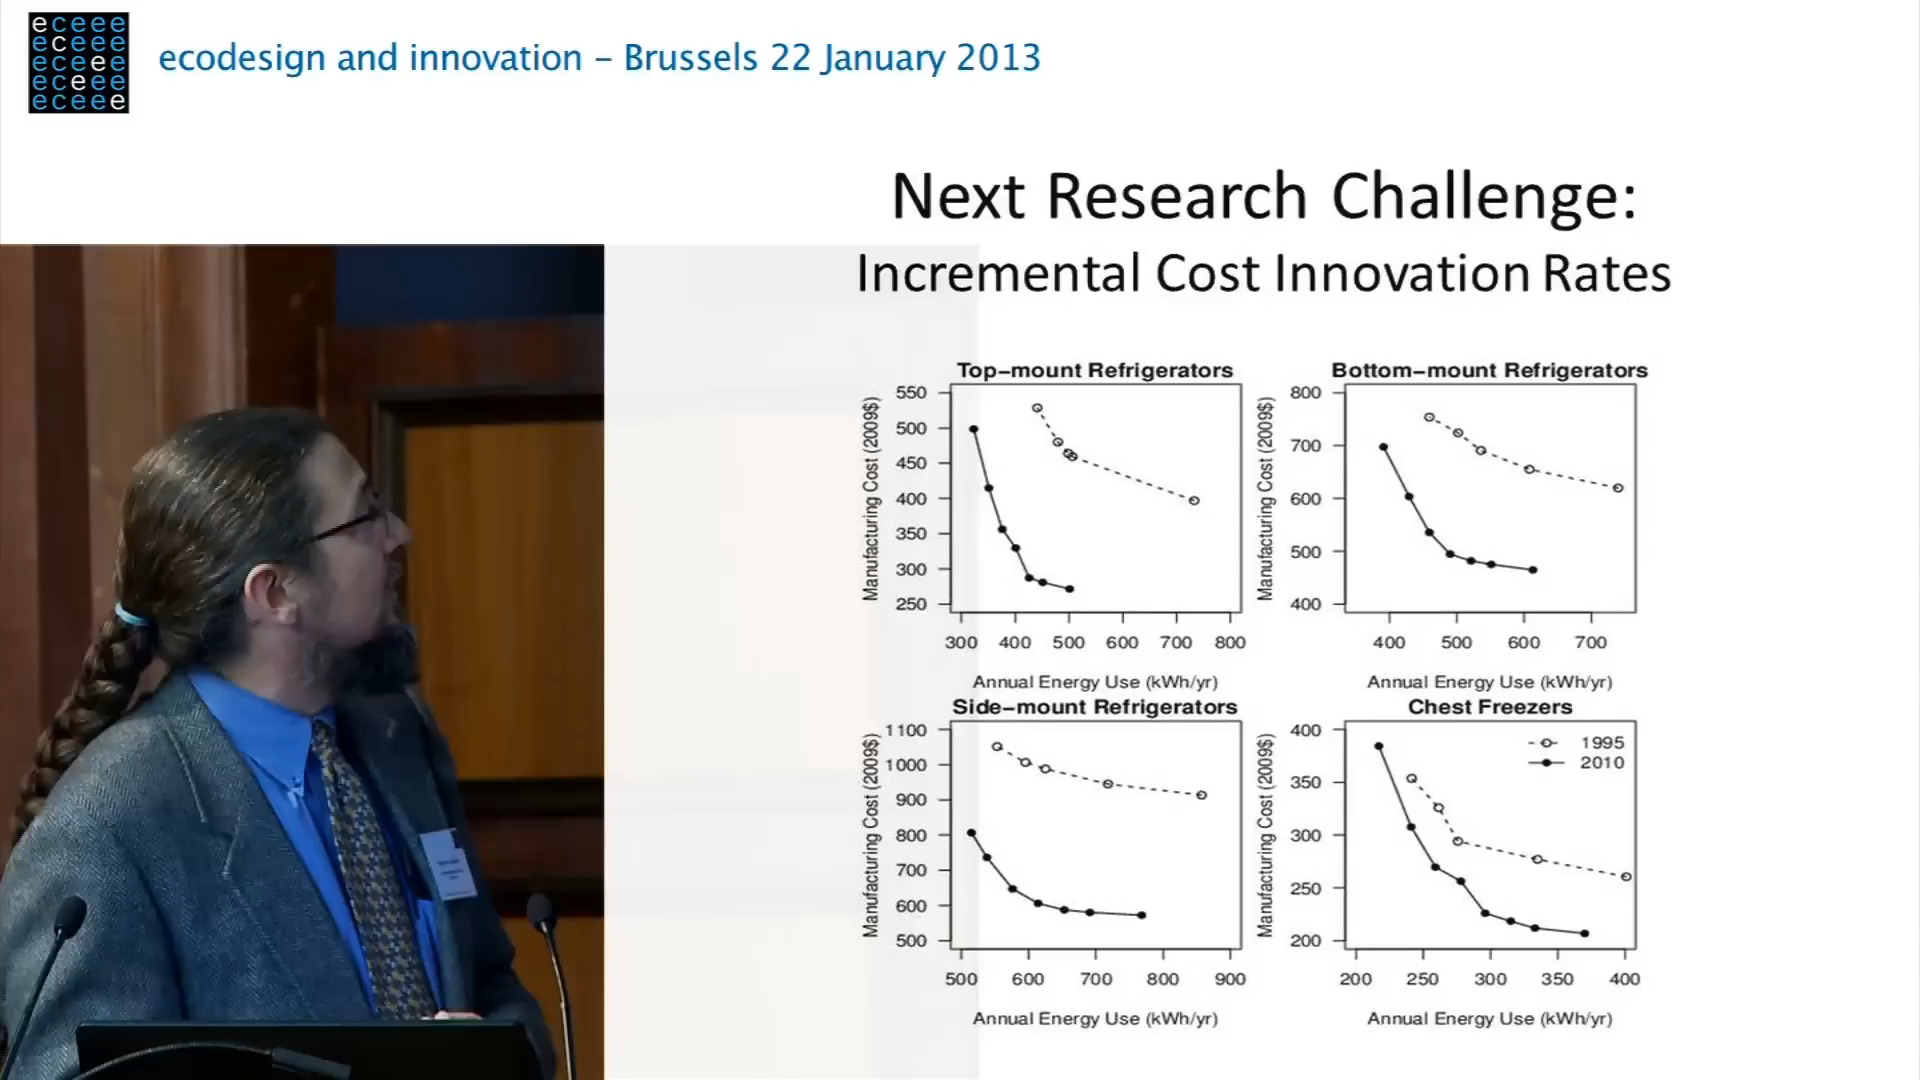 eceee
eceee
eceee
eceee
eceee
ecodesign and innovation – Brussels 22 January 2013
Next Research Challenge:
Incremental Cost Innovation Rates
Top−mount Refrigerators
Manufacturing Cost (2009$)
550
500
450
400
350
300
250
300 400 500 600 700 800
Annual Energy Use (kWh/yr)
Bottom−mount Refrigerators
Manufacturing Cost (2009$)
800
700
600
500
400
400 500 600 700
Annual Energy Use (kWh/yr)
Side−mount Refrigerators
Manufacturing Cost (2009$)
1100
1000
900
800
700
600
500
500 600 700 800 900
Annual Energy Use (kWh/yr)
Chest Freezers
Manufacturing Cost (2009$)
400
350
300
250
200
1995
2010
200 250 300 350 400
Annual Energy Use (kWh/yr)